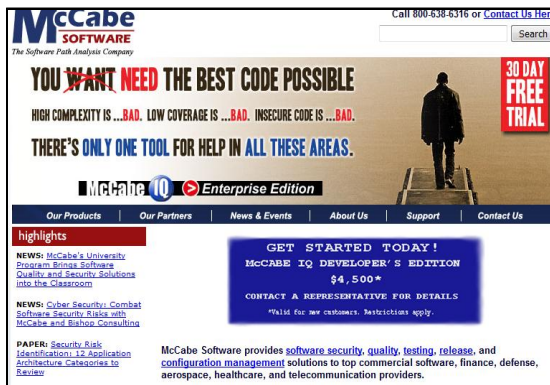 Call 800-638-6316 or Contact Us Her
McCabe
SOFTWARE
The Software Path Analysis Company
Search
YOU WANT NEED THE BEST CODE POSSIBLE
HIGH COMPLEXITY IS ...BAD. LOW COVERAGE IS ...BAD. INSECURE CODE IS ...BAD.
THERE'S ONLY ONE TOOL FOR HELP IN ALL THESE AREAS.
30 DAY
FREE
TRIAL
McCabe IQ Enterprise Edition
Our Products | Our Partners | News & Events | About Us | Support | Contact Us
highlights
NEWS: McCabe's University
Program Brings Software
Quality and Security Solutions
into the Classroom
NEWS: Cyber Security: Combat
Software Security Risks with
McCabe and Bishop Consulting
PAPER: Security Risk
Identification: 12 Application
Architecture Categories to
Review
GET STARTED TODAY!
McCABE IQ DEVELOPER'S EDITION
$4,500*
CONTACT A REPRESENTATIVE FOR DETAILS
*Valid for new customers. Restrictions apply.
McCabe Software provides software security, quality, testing, release, and
configuration management solutions to top commercial software, finance, defense,
aerospace, healthcare, and telecommunication providers.